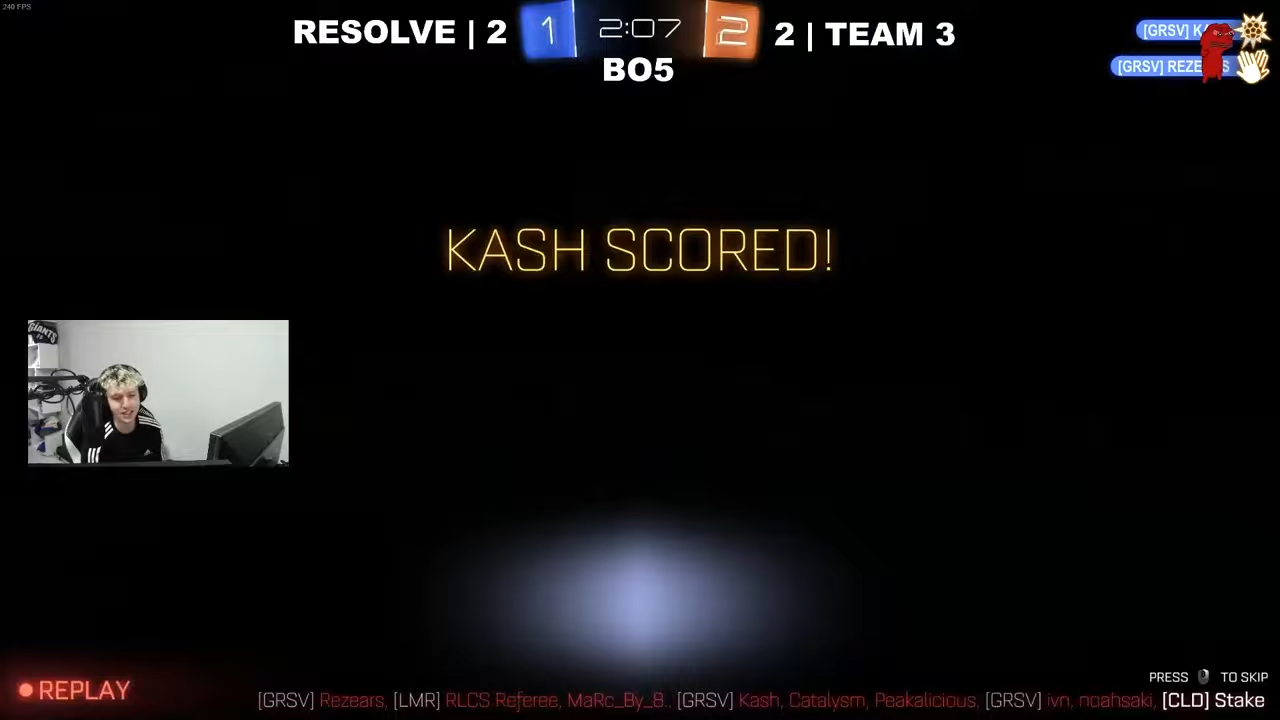 240 FPS
RESOLVE | 2
1
2:07
2
2 | TEAM 3
BO5
[GRSV]
[GRSV]
KASH SCORED!
GIANTS
REPLAY
PRESS TO SKIP
[GRSV] Rezears, [LMR] RLCS Referee, MaRc_By_8., [GRSV] Kash, Catalysm, Peakalicious, [GRSV] ivn, noahsaki, [CLD] Stake